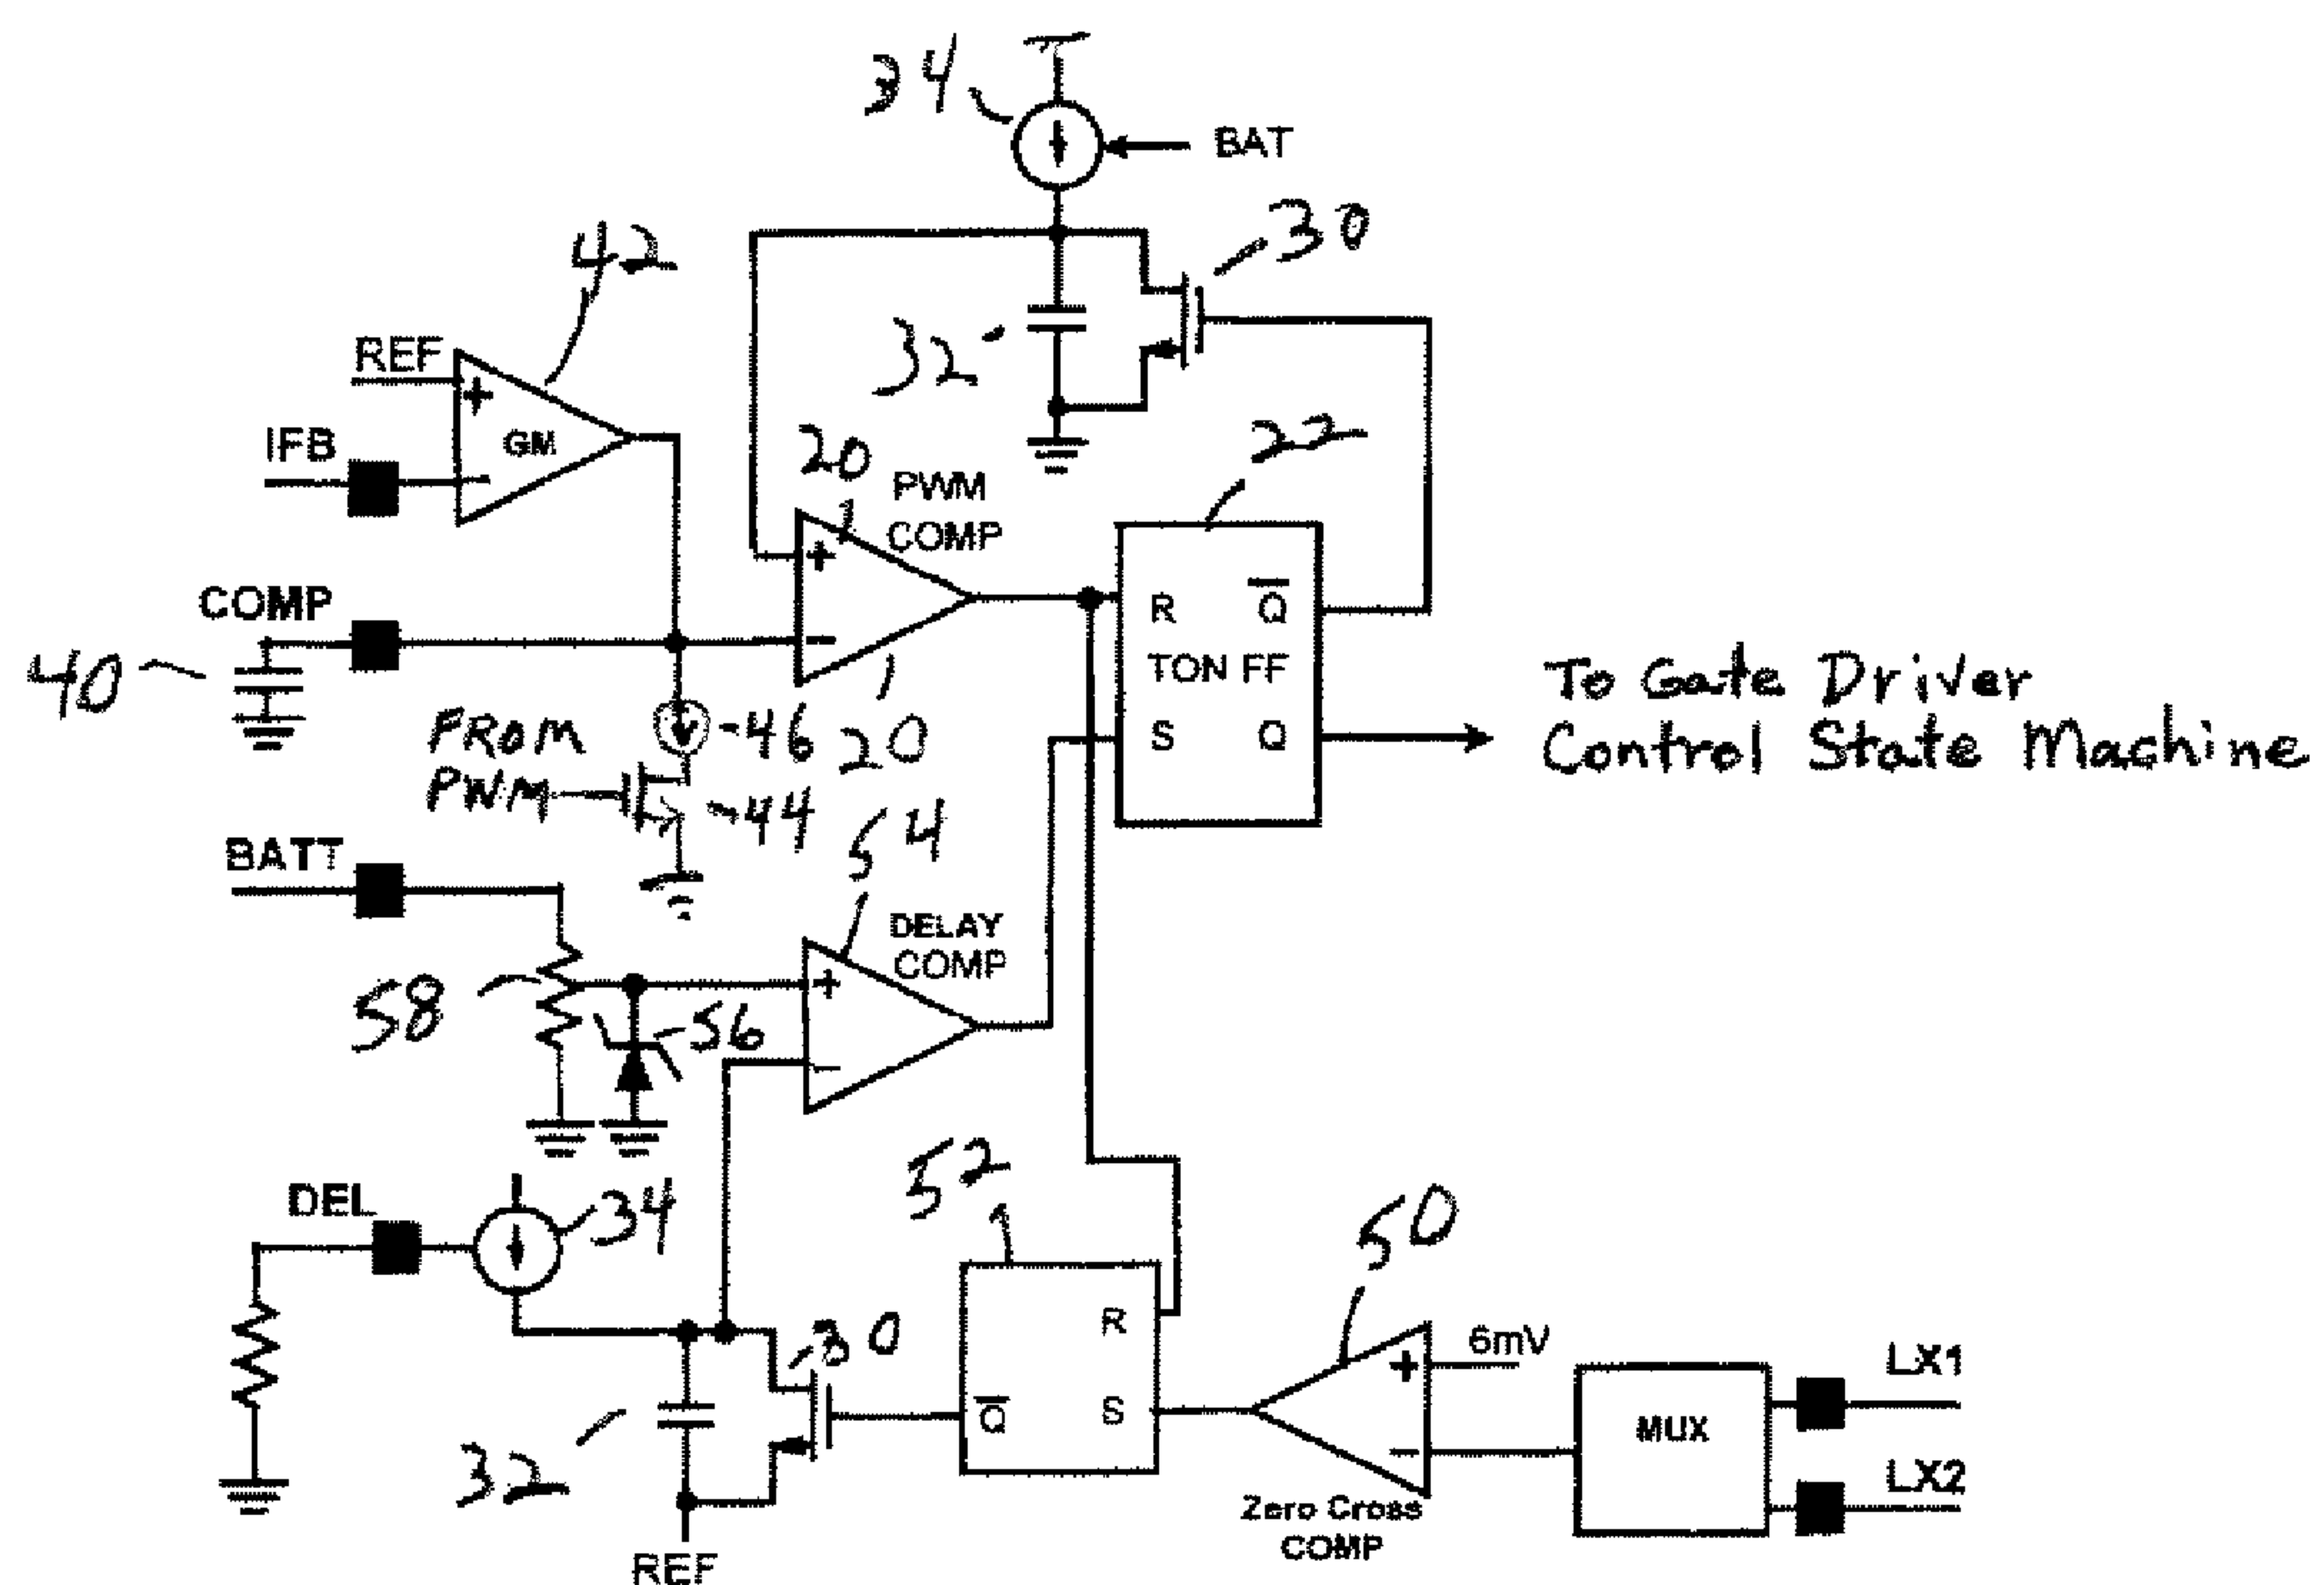 34
BAT
30
42
REF
+
GM
IFB
−
32
20
PWM
COMP
22
+
COMP
−
40
R
Q
TON FF
S
Q
To Gate Driver
Control State Machine
FROM
PWM
46
20
44
54
BATT
DELAY
COMP
58
+
56
−
DEL
34
52
50
30
R
6mV
+
LX1
Q
S
MUX
−
LX2
32
Zero Cross
COMP
REF